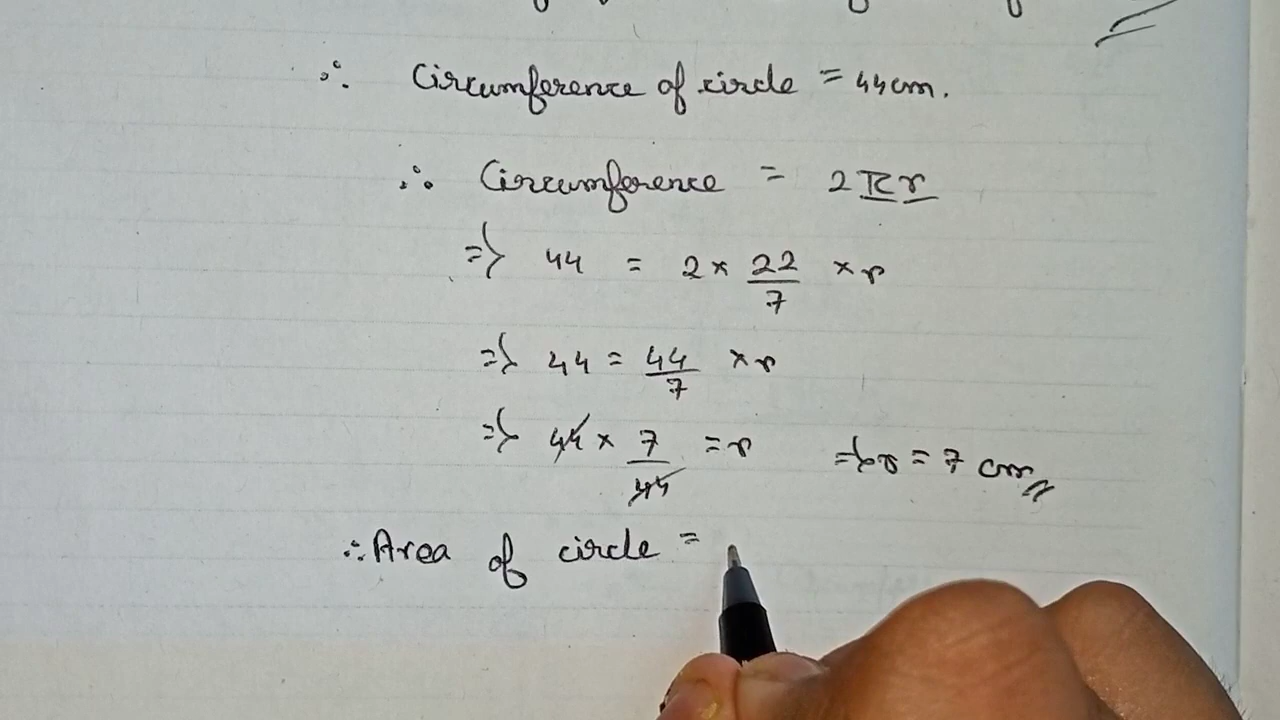 ∴ Circumference of circle = 44cm.
∴ Circumference = 2πr
=> 44 = 2 × 22/7 × r
=> 44 = 44/7 × r
=> 44 × 7/44 = r => r = 7 cm
∴ Area of circle =